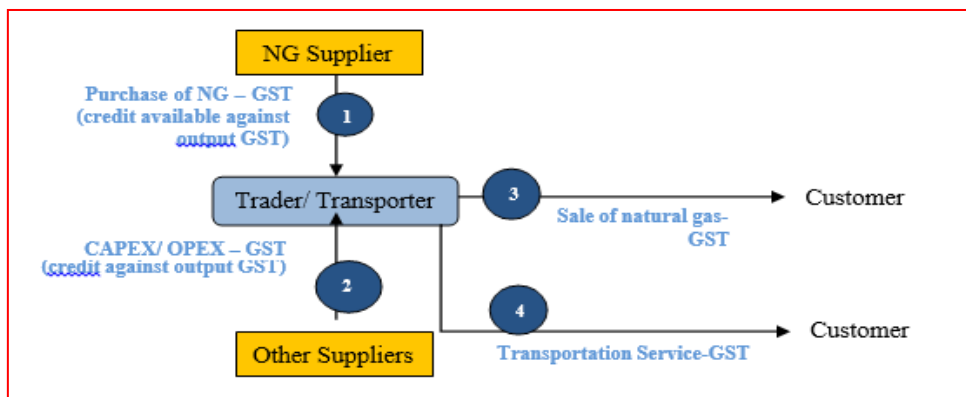 NG Supplier
Purchase of NG – GST
(credit available against
output GST)
1
Trader/ Transporter
3
Customer
Sale of natural gas-
GST
CAPEX/ OPEX – GST
(credit against output GST)
2
4
Customer
Other Suppliers
Transportation Service-GST